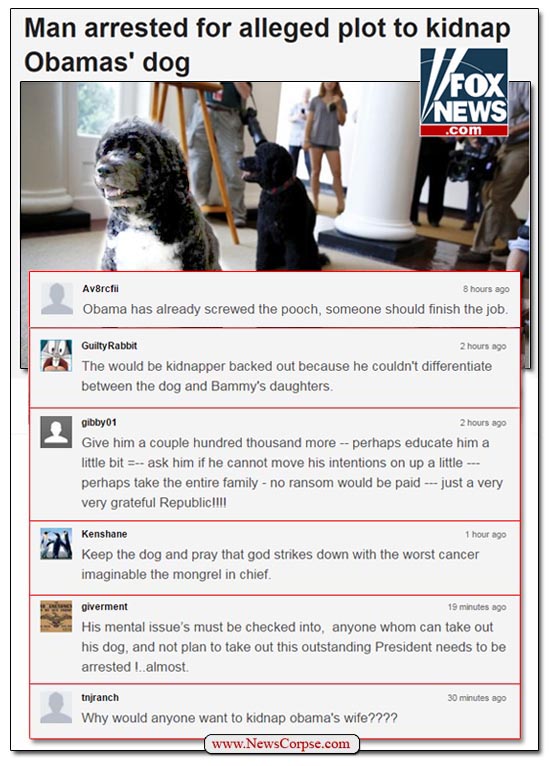 Man arrested for alleged plot to kidnap
Obamas' dog
FOX
NEWS
.com
Av8rcfii 8 hours ago
Obama has already screwed the pooch, someone should finish the job.
GuiltyRabbit 2 hours ago
The would be kidnapper backed out because he couldn't differentiate
between the dog and Bammy's daughters.
gibby01 2 hours ago
Give him a couple hundred thousand more -- perhaps educate him a
little bit =-- ask him if he cannot move his intentions on up a little ---
perhaps take the entire family - no ransom would be paid --- just a very
very grateful Republic!!!!
Kenshane 1 hour ago
Keep the dog and pray that god strikes down with the worst cancer
imaginable the mongrel in chief.
giverment 19 minutes ago
His mental issue's must be checked into, anyone whom can take out
his dog, and not plan to take out this outstanding President needs to be
arrested !..almost.
tnjranch 30 minutes ago
Why would anyone want to kidnap obama's wife????
www.NewsCorpse.com